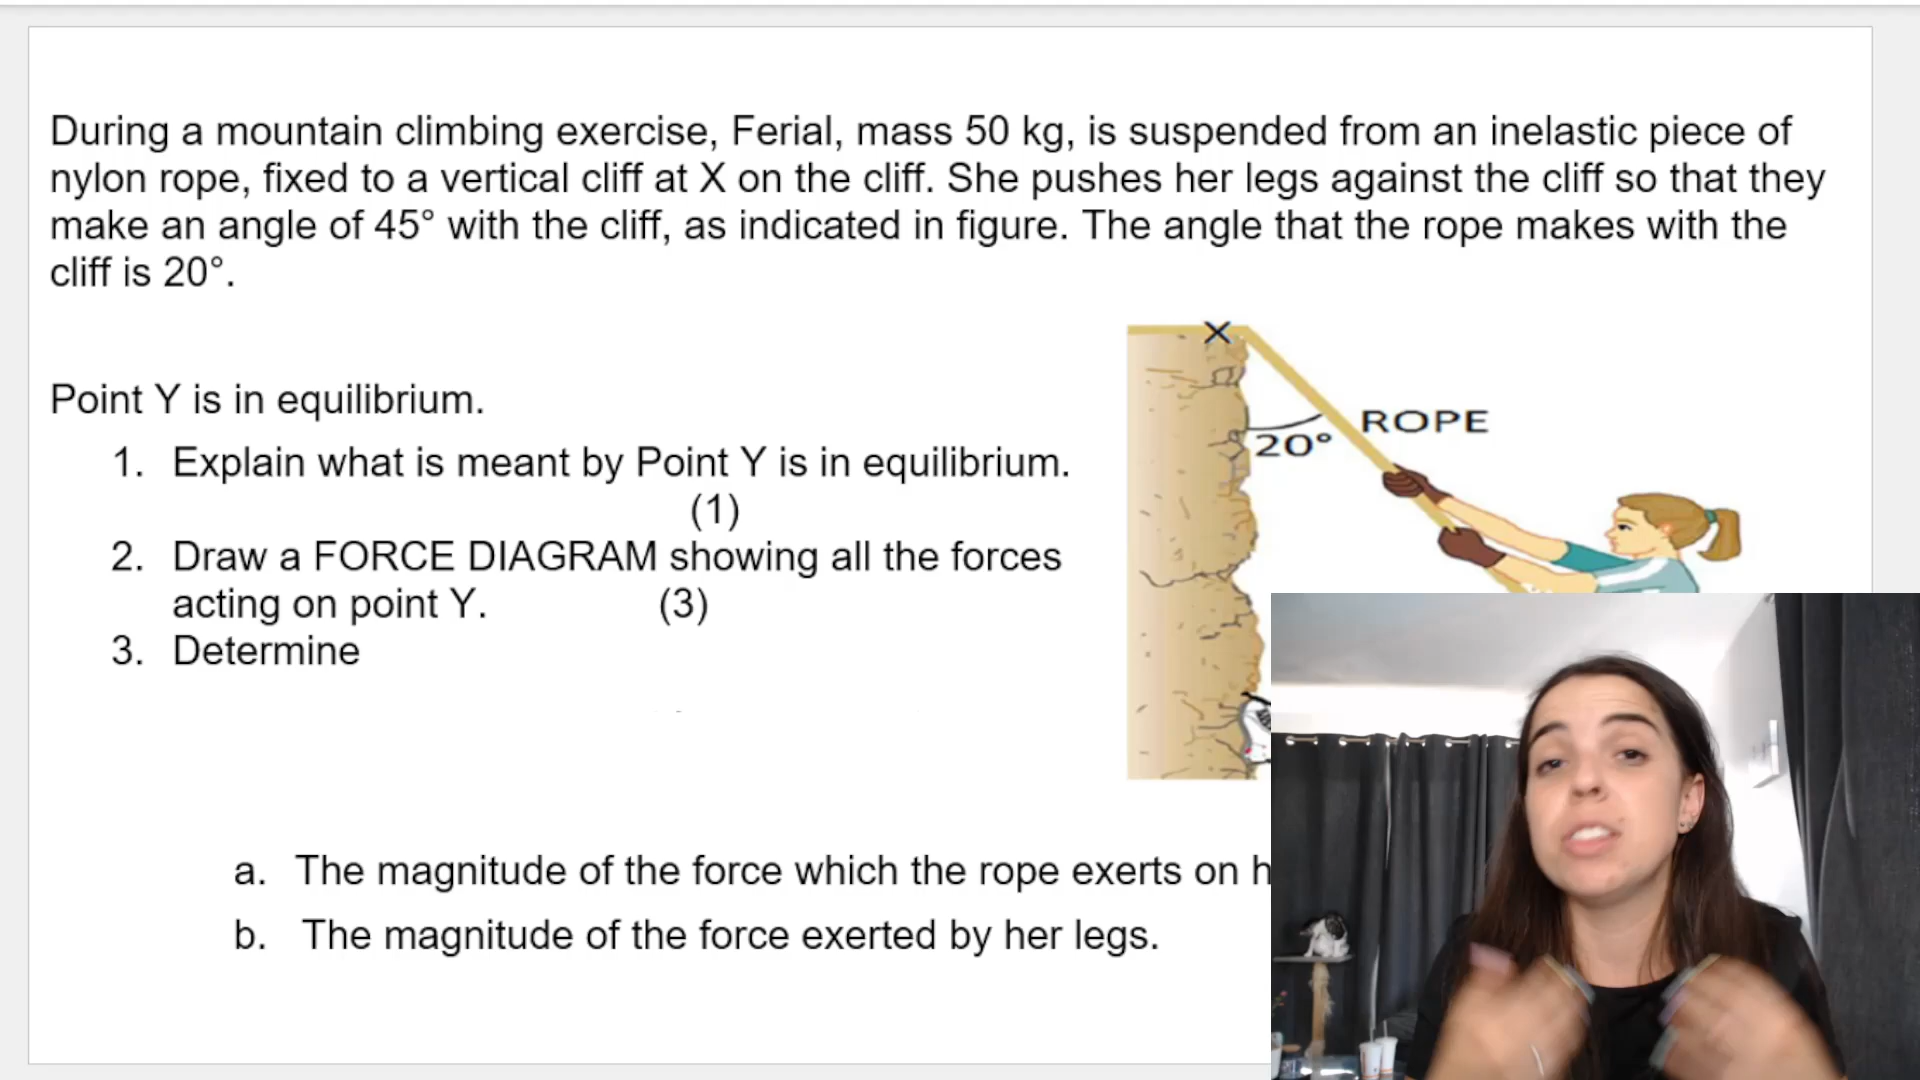 During a mountain climbing exercise, Ferial, mass 50 kg, is suspended from an inelastic piece of
nylon rope, fixed to a vertical cliff at X on the cliff. She pushes her legs against the cliff so that they
make an angle of 45° with the cliff, as indicated in figure. The angle that the rope makes with the
cliff is 20°.
X
Point Y is in equilibrium.
ROPE
20°
1. Explain what is meant by Point Y is in equilibrium.
(1)
2. Draw a FORCE DIAGRAM showing all the forces
acting on point Y. (3)
3. Determine
a. The magnitude of the force which the rope exerts on
b. The magnitude of the force exerted by her legs.